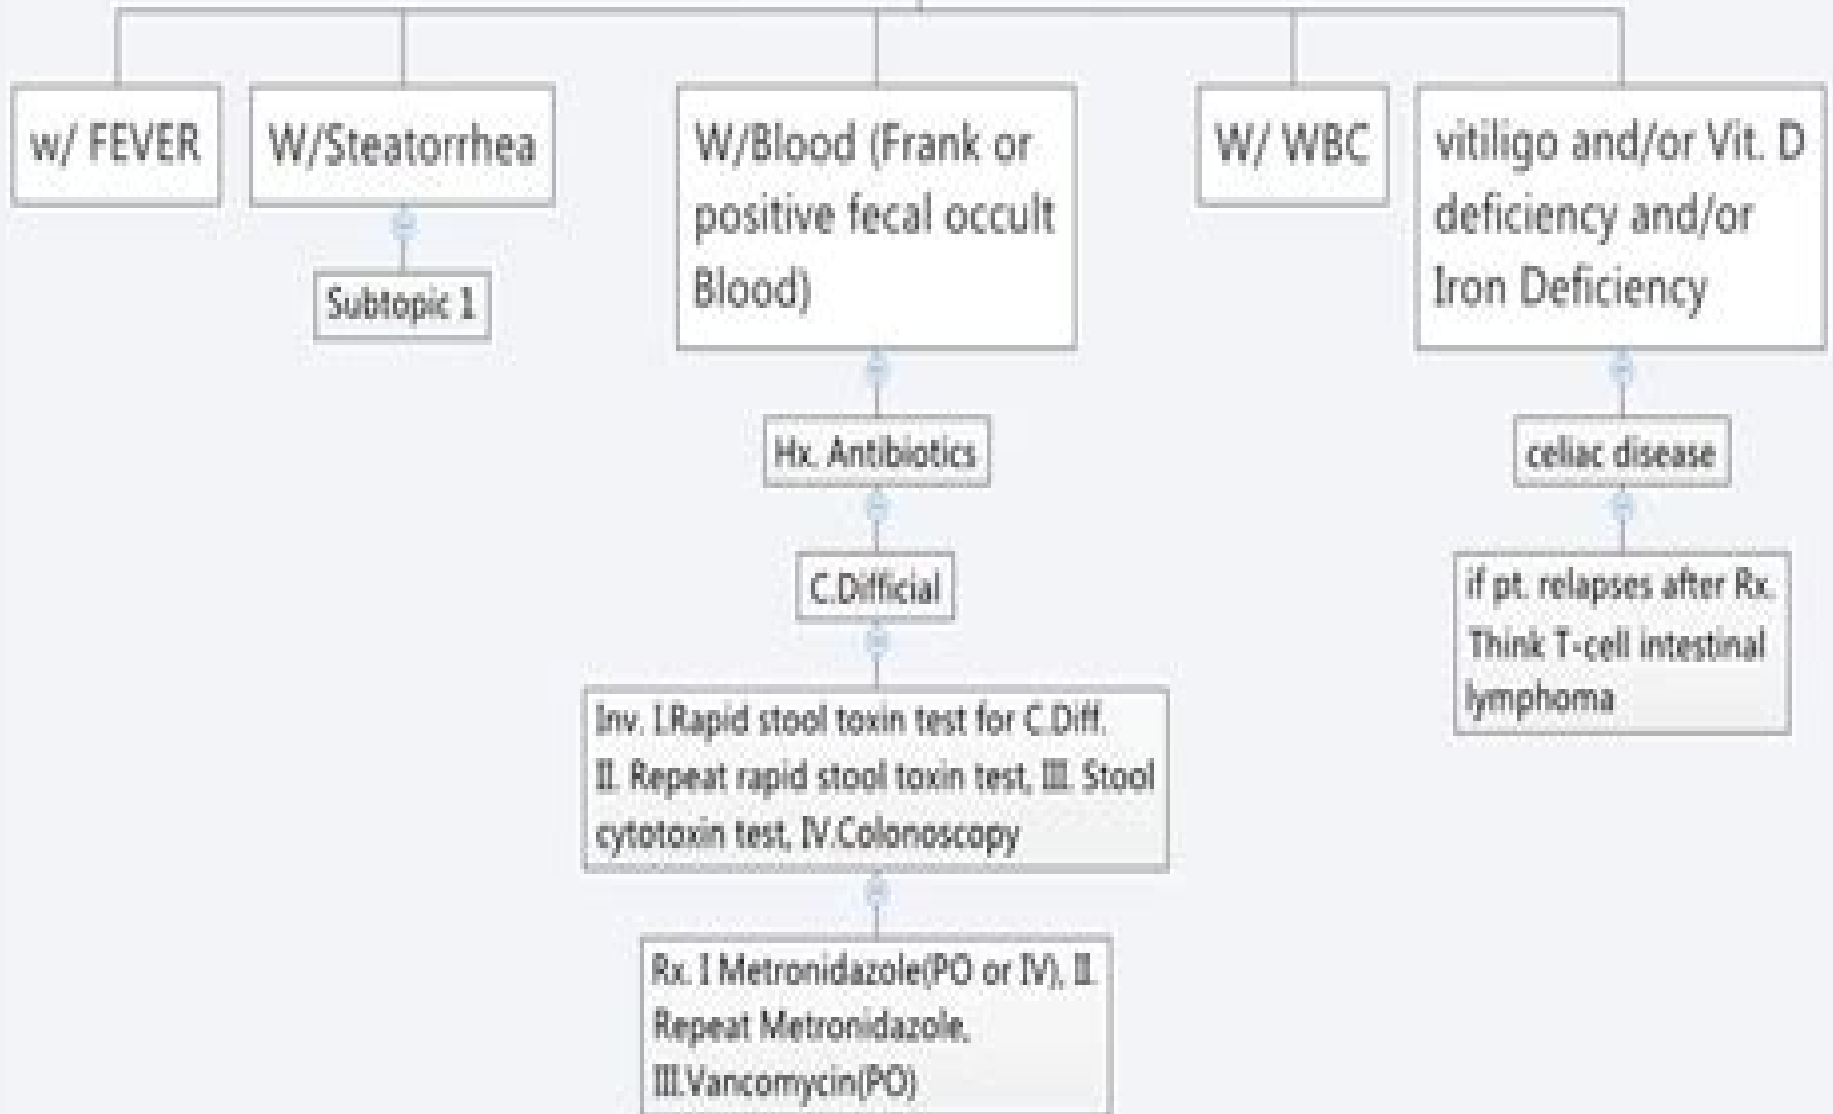 w/ FEVER
W/Steatorrhea
Subtopic 1
W/Blood (Frank or
positive fecal occult
Blood)
Hx. Antibiotics
C.Difficial
Inv. I.Rapid stool toxin test for C.Diff.
II. Repeat rapid stool toxin test, III. Stool
cytotoxin test, IV.Colonoscopy
Rx. I Metronidazole(PO or IV), II.
Repeat Metronidazole,
III.Vancomycin(PO)
W/ WBC
vitiligo and/or Vit. D
deficiency and/or
Iron Deficiency
celiac disease
if pt. relapses after Rx.
Think T-cell intestinal
lymphoma